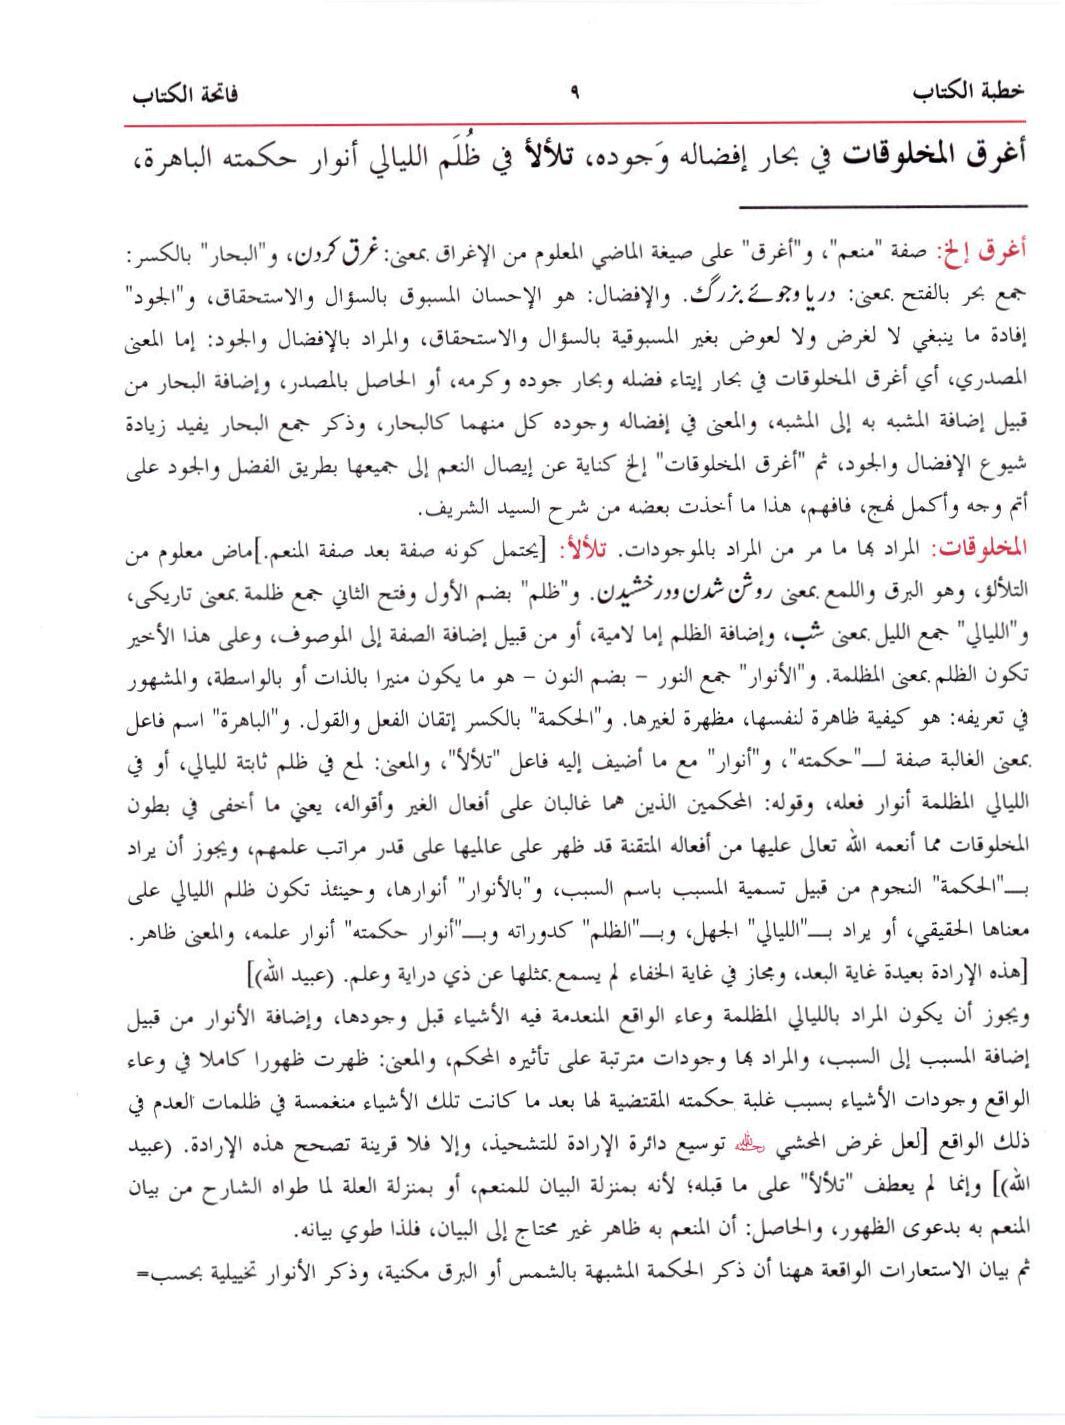 خطبة الكتاب ٩ فاتحة الكتاب
أغرق المخلوقات في بحار إفضاله وَجوده، تلألأ في ظُلَم الليالي أنوار حكمته الباهرة،
أغرق إلخ: صفة "منعم"، و"أغرق" على صيغة الماضي المعلوم من الإغراق بمعنى: غرق كردن، و"البحار" بالكسر:
جمع بحر بالفتح بمعنى: دريا وجوئے بزرگ. والإفضال: هو الإحسان المسبوق بالسؤال والاستحقاق، و"الجود"
إفادة ما ينبغي لا لغرض ولا لعوض بغير المسبوقية بالسؤال والاستحقاق، والمراد بالإفضال والجود: إما المعنى
المصدري، أي أغرق المخلوقات في بحار إيتاء فضله وبحار جوده وكرمه، أو الحاصل بالمصدر، وإضافة البحار من
قبيل إضافة المشبه به إلى المشبه، والمعنى في إفضاله وجوده كل منهما كالبحار، وذكر جمع البحار يفيد زيادة
شيوع الإفضال والجود، ثم "أغرق المخلوقات" إلخ كناية عن إيصال النعم إلى جميعها بطريق الفضل والجود على
أتم وجه وأكمل نهج، فافهم، هذا ما أخذت بعضه من شرح السيد الشريف.
المخلوقات: المراد بها ما مر من المراد بالموجودات. تلألأ: [يحتمل كونه صفة بعد صفة المنعم.] ماض معلوم من
التلألؤ، وهو البرق واللمع بمعنى روشن شدن ودرخشيدن. و"ظلم" بضم الأول وفتح الثاني جمع ظلمة بمعنى تاريكى،
و"الليالي" جمع الليل بمعنى شب، وإضافة الظلم إما لامية، أو من قبيل إضافة الصفة إلى الموصوف، وعلى هذا الأخير
تكون الظلم بمعنى المظلمة. و"الأنوار" جمع النور – بضم النون – هو ما يكون منيرا بالذات أو بالواسطة، والمشهور
في تعريفه: هو كيفية ظاهرة لنفسها، مظهرة لغيرها. و"الحكمة" بالكسر إتقان الفعل والقول. و"الباهرة" اسم فاعل
بمعنى الغالبة صفة لـ"حكمته"، و"أنوار" مع ما أضيف إليه فاعل "تلألأ"، والمعنى: لمع في ظلم ثابتة لليالي، أو في
الليالي المظلمة أنوار فعله، وقوله: المحكمين الذين هما غالبان على أفعال الغير وأقواله، يعني ما أخفى في بطون
المخلوقات مما أنعمه الله تعالى عليها من أفعاله المتقنة قد ظهر على عالميها على قدر مراتب علمهم، ويجوز أن يراد
بـ"الحكمة" النجوم من قبيل تسمية المسبب باسم السبب، و"بالأنوار" أنوارها، وحينئذ تكون ظلم الليالي على
معناها الحقيقي، أو يراد بـ"الليالي" الجهل، وبـ"الظلم" كدوراته وبـ"أنوار حكمته" أنوار علمه، والمعنى ظاهر.
[هذه الإرادة بعيدة غاية البعد، ومجاز في غاية الخفاء لم يسمع بمثلها عن ذي دراية وعلم. (عبيد الله)]
ويجوز أن يكون المراد بالليالي المظلمة وعاء الواقع المنعدمة فيه الأشياء قبل وجودها، وإضافة الأنوار من قبيل
إضافة المسبب إلى السبب، والمراد بها وجودات مترتبة على تأثيره المحكم، والمعنى: ظهرت ظهورا كاملا في وعاء
الواقع وجودات الأشياء بسبب غلبة حكمته المقتضية لها بعد ما كانت تلك الأشياء منغمسة في ظلمات العدم في
ذلك الواقع [لعل غرض المحشي رحمه الله توسيع دائرة الإرادة للتشحيذ، وإلا فلا قرينة تصحح هذه الإرادة. (عبيد
الله)] وإنما لم يعطف "تلألأ" على ما قبله؛ لأنه بمنزلة البيان للمنعم، أو بمنزلة العلة لما طواه الشارح من بيان
المنعم به بدعوى الظهور، والحاصل: أن المنعم به ظاهر غير محتاج إلى البيان، فلذا طوي بيانه.
ثم بيان الاستعارات الواقعة ههنا أن ذكر الحكمة المشبهة بالشمس أو البرق مكنية، وذكر الأنوار تخييلية بحسب=